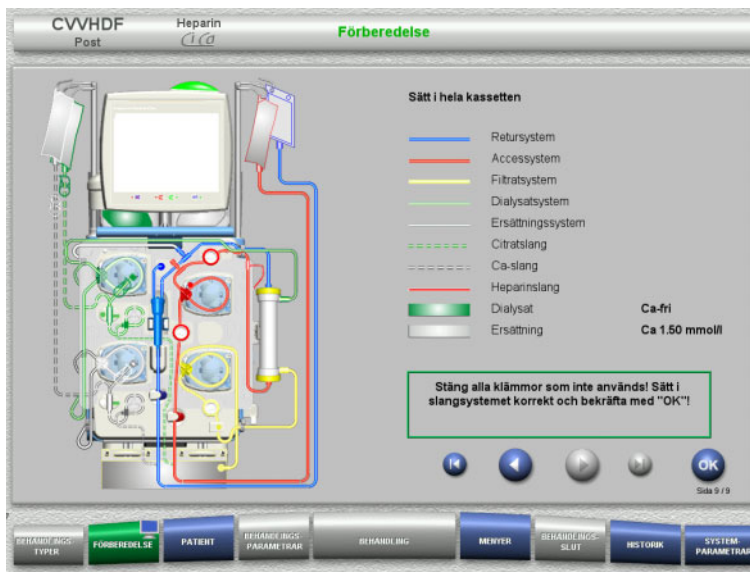 CVVHDF
Post
Heparin
Ci Ca
Förberedelse
Sätt i hela kassetten
Retursystem
Accessystem
Filtratsystem
Dialysatsystem
Ersättningssystem
Citratslang
Ca-slang
Heparinslang
Dialysat Ca-fri
Ersättning Ca 1.50 mmol/l
Stäng alla klämmor som inte används! Sätt i
slangsystemet korrekt och bekräfta med "OK"!
OK
Sida 9 / 9
BEHANDLINGS-
TYPER
FÖRBEREDELSE
PATIENT
BEHANDLINGS-
PARAMETRAR
BEHANDLING
MENYER
BEHANDLINGS-
SLUT
HISTORIK
SYSTEM-
PARAMETRAR